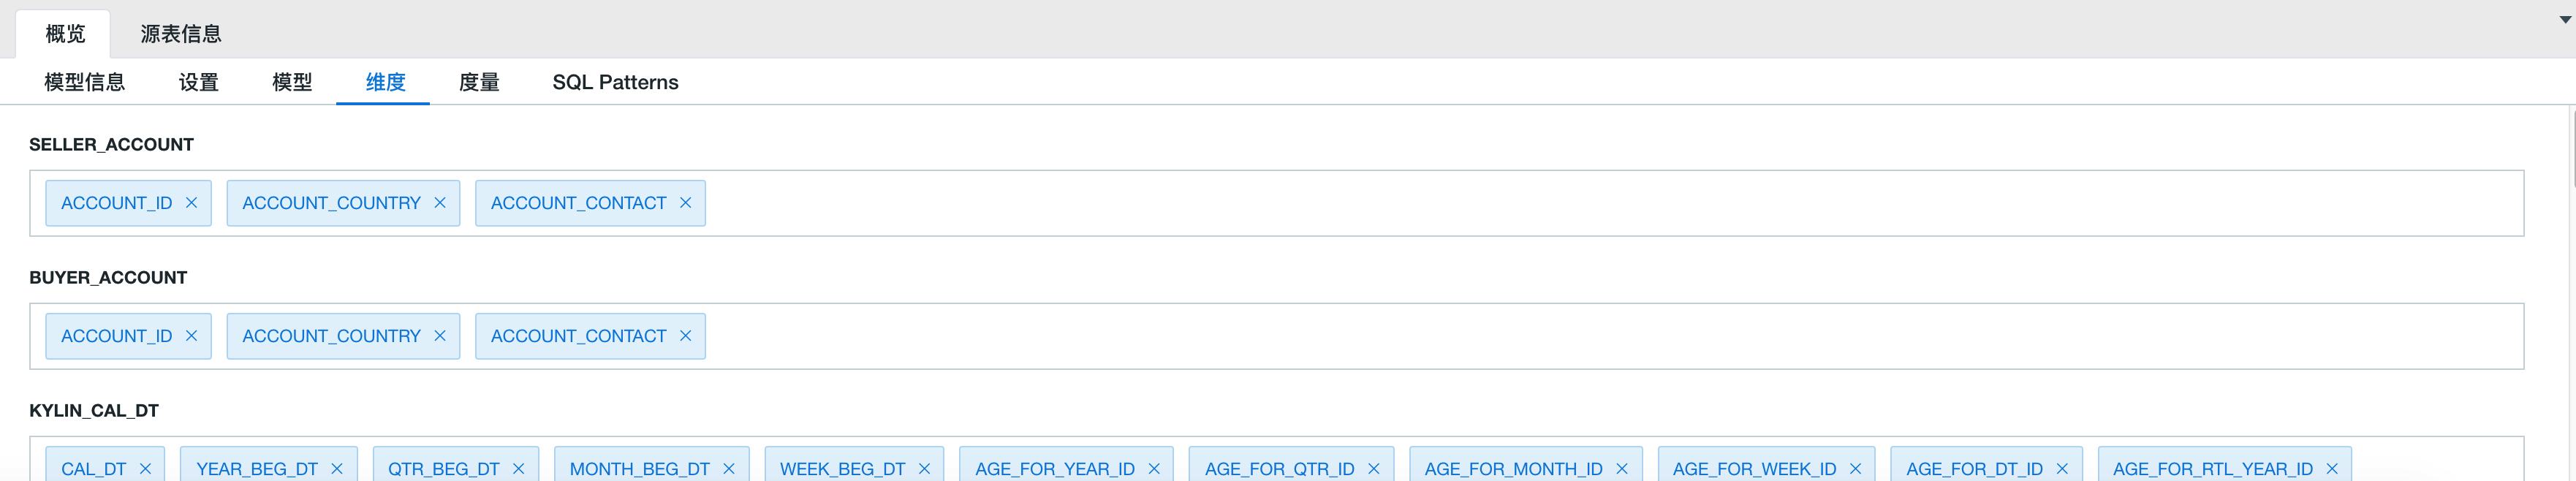 概览 源表信息
模型信息 设置 模型 维度 度量 SQL Patterns
SELLER_ACCOUNT
ACCOUNT_ID × ACCOUNT_COUNTRY × ACCOUNT_CONTACT ×
BUYER_ACCOUNT
ACCOUNT_ID × ACCOUNT_COUNTRY × ACCOUNT_CONTACT ×
KYLIN_CAL_DT
CAL_DT × YEAR_BEG_DT × QTR_BEG_DT × MONTH_BEG_DT × WEEK_BEG_DT × AGE_FOR_YEAR_ID × AGE_FOR_QTR_ID × AGE_FOR_MONTH_ID × AGE_FOR_WEEK_ID × AGE_FOR_DT_ID × AGE_FOR_RTL_YEAR_ID ×